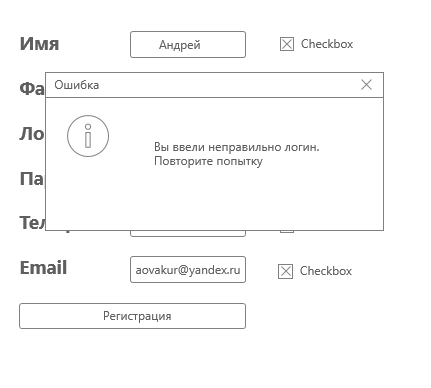 Имя Андрей Checkbox
Фа
Ошибка
Ло
Вы ввели неправильно логин.
Повторите попытку
Па
Тел
Email aovakur@yandex.ru Checkbox
Регистрация